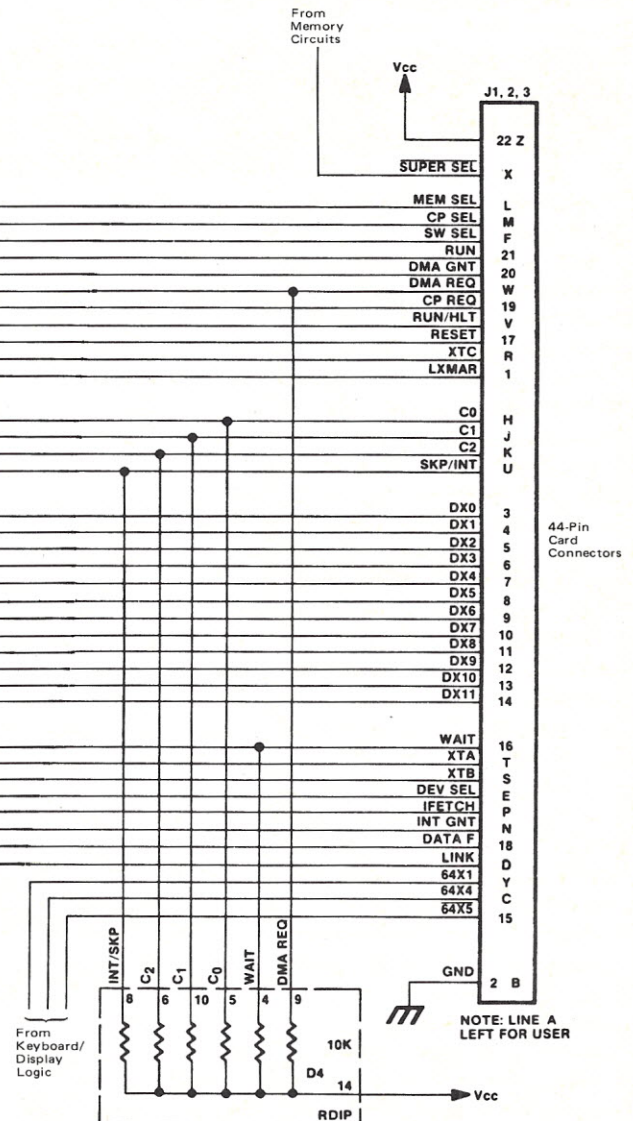 From
Memory
Circuits
Vcc
J1, 2, 3
22 Z
SUPER SEL X
MEM SEL L
CP SEL M
SW SEL F
RUN 21
DMA GNT 20
DMA REQ W
CP REQ 19
RUN/HLT V
RESET 17
XTC R
LXMAR 1
C0 H
C1 J
C2 K
SKP/INT U
DX0 3
DX1 4
DX2 5
DX3 6
DX4 7
DX5 8
DX6 9
DX7 10
DX8 11
DX9 12
DX10 13
DX11 14
44-Pin
Card
Connectors
WAIT 16
XTA T
XTB S
DEV SEL E
IFETCH P
INT GNT N
DATA F 18
LINK D
64X1 Y
64X4 C
64X5 15
GND 2 B
NOTE: LINE A
LEFT FOR USER
INT/SKP
C2
C1
C0
WAIT
DMA REQ
8 6 10 5 4 9
From
Keyboard/
Display
Logic
10K
D4
14
Vcc
RDIP